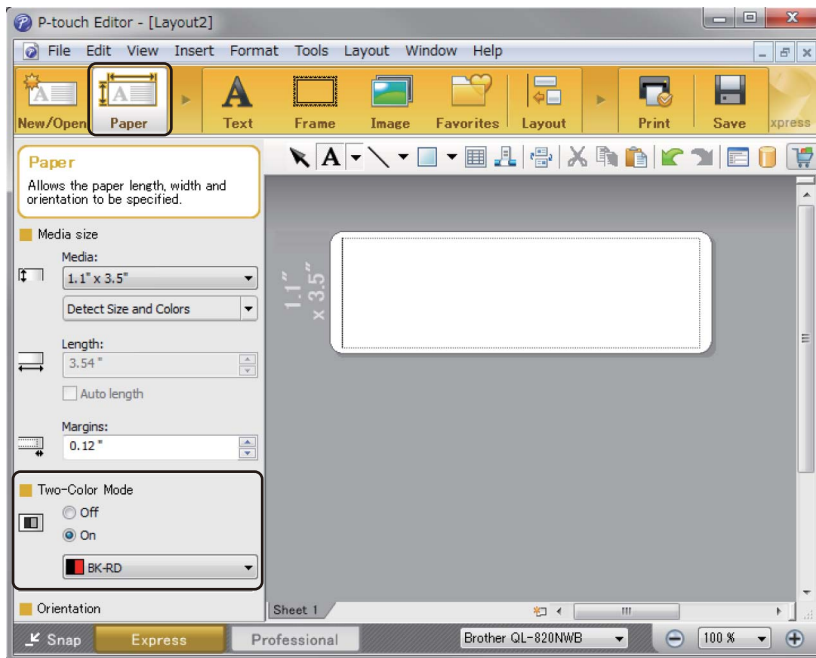 P-touch Editor - [Layout2]
File Edit View Insert Format Tools Layout Window Help
New/Open Paper Text Frame Image Favorites Layout Print Save xpress
Paper
Allows the paper length, width and
orientation to be specified.
Media size
Media:
1.1" x 3.5"
Detect Size and Colors
Length:
3.54 "
Auto length
Margins:
0.12 "
Two-Color Mode
Off
On
BK-RD
Orientation
1.1"
x 3.5"
Sheet 1
Snap Express Professional Brother QL-820NWB 100 %